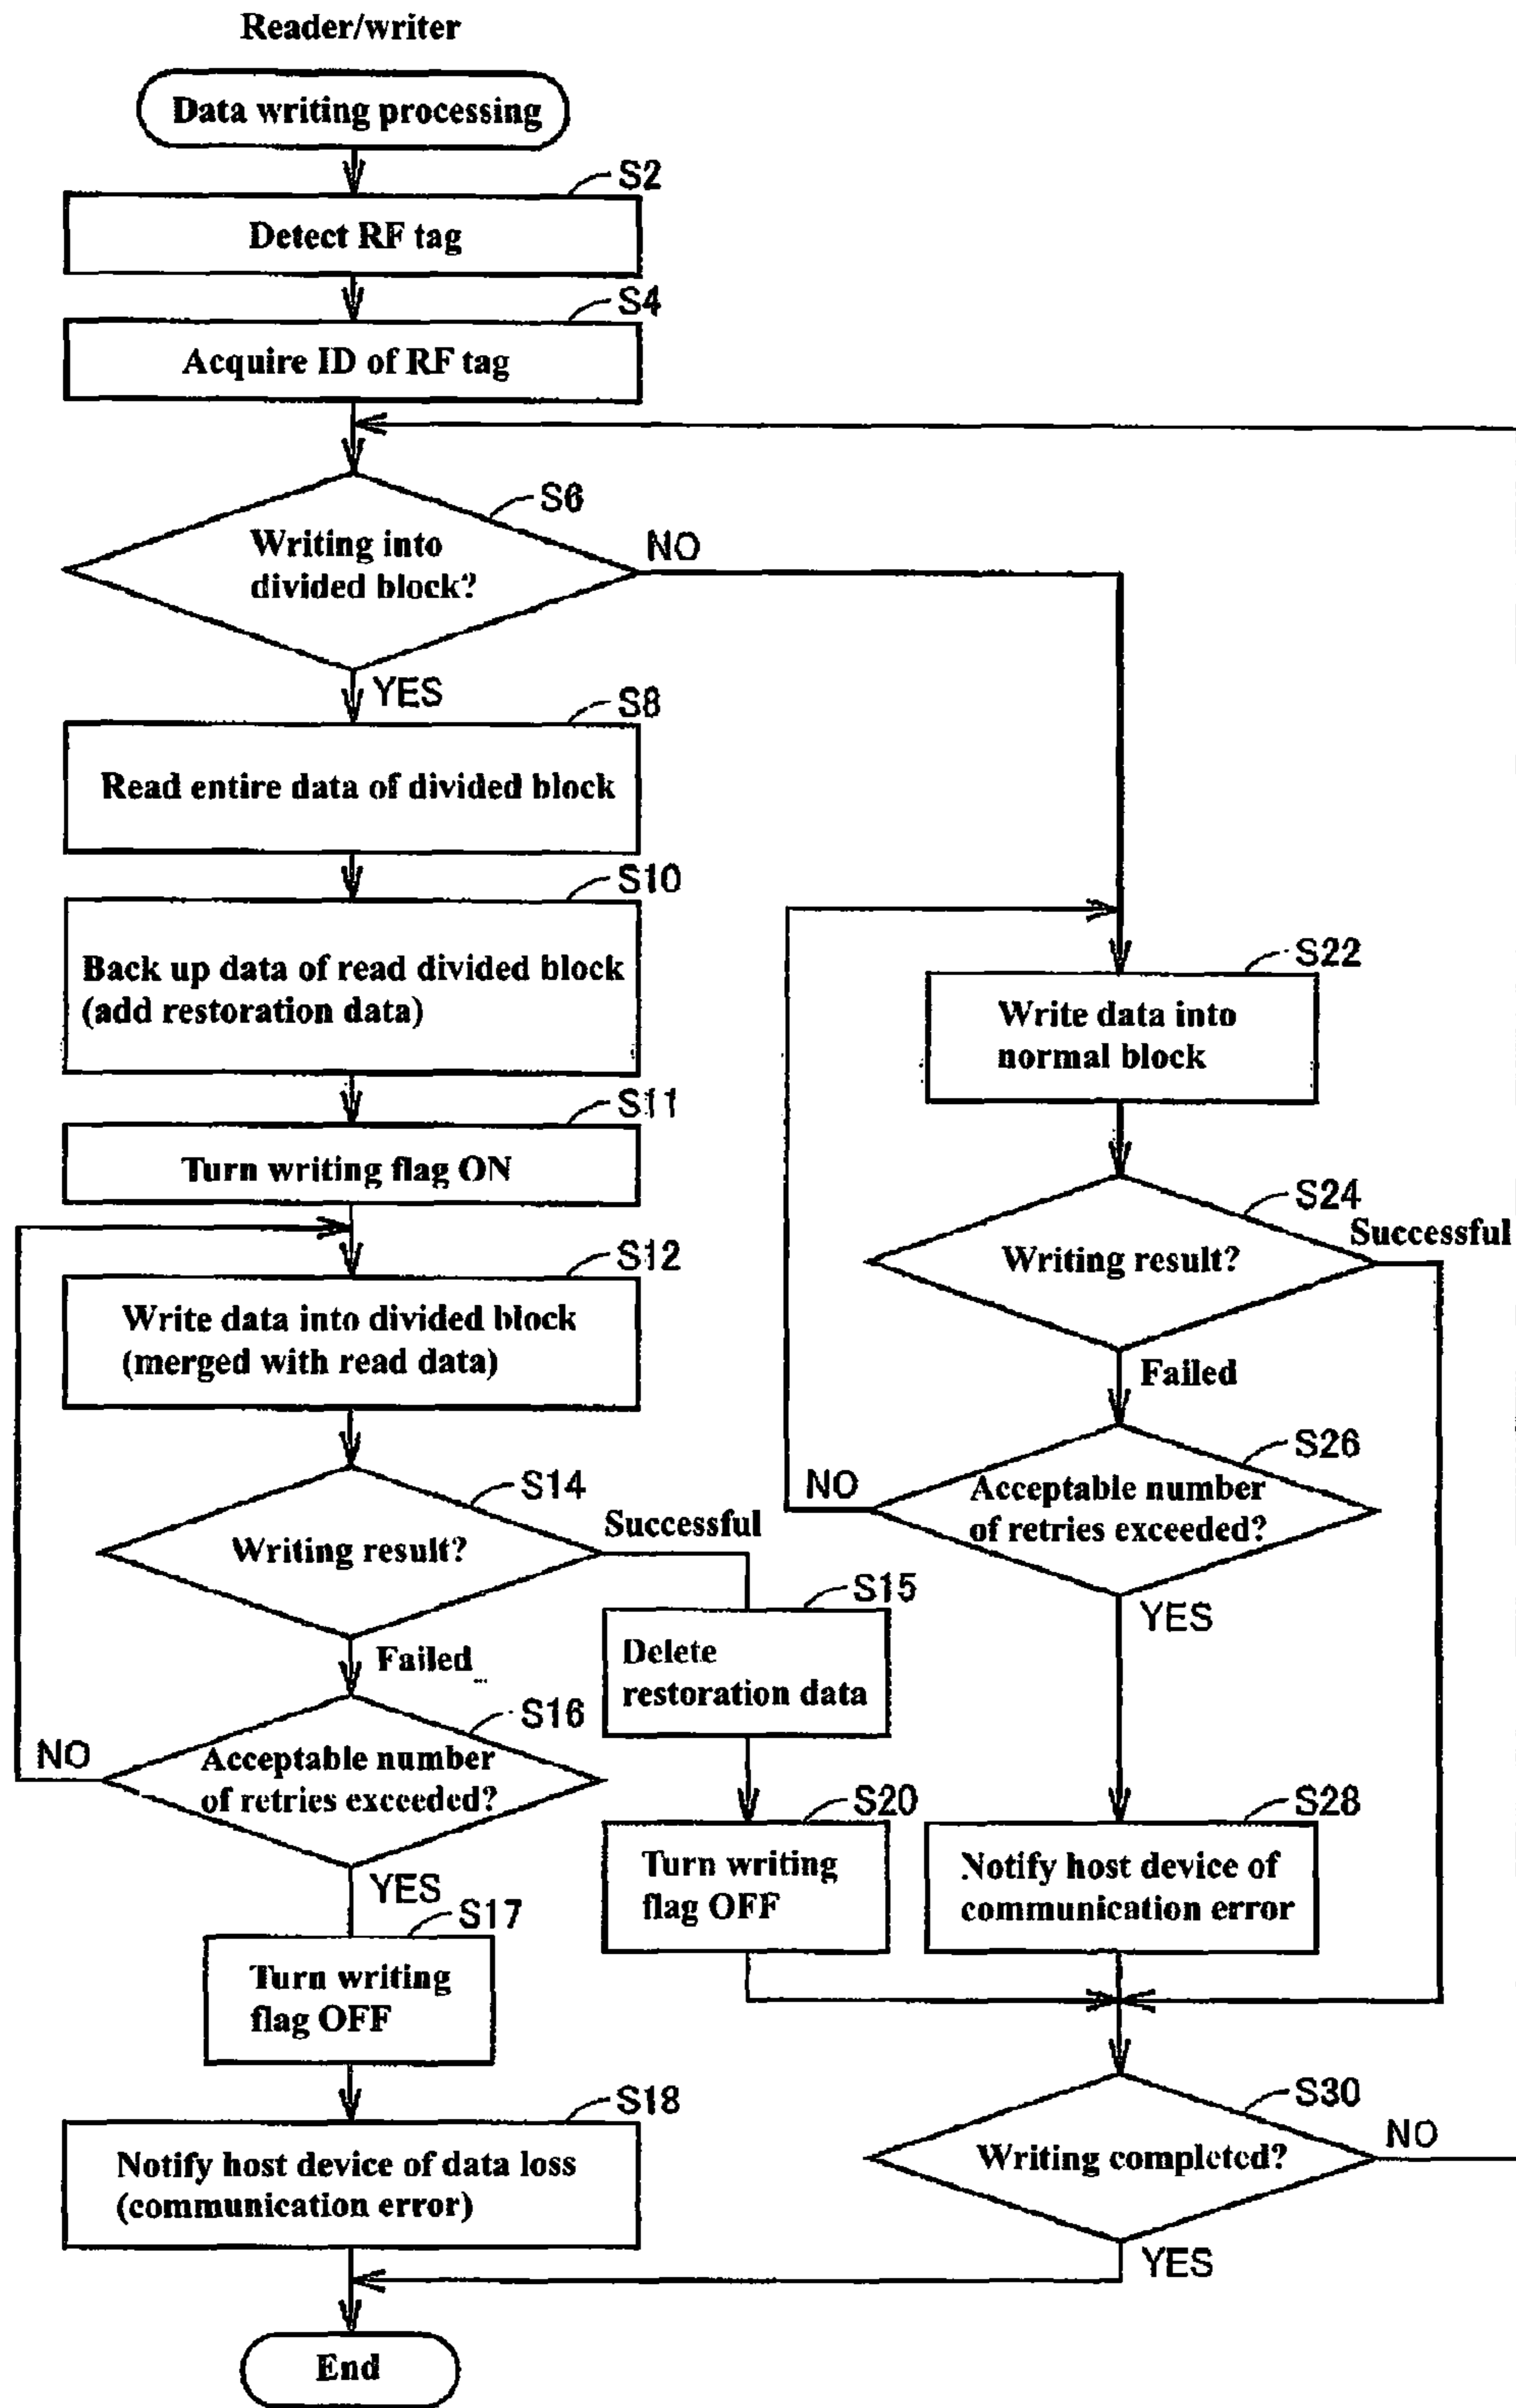 Reader/writer
Data writing processing
S2
Detect RF tag
S4
Acquire ID of RF tag
S6
Writing into
divided block?
NO
YES
S8
Read entire data of divided block
S10
Back up data of read divided block
(add restoration data)
S11
Turn writing flag ON
S12
Write data into divided block
(merged with read data)
S14
Writing result?
Successful
Failed
S15
Delete
restoration data
S16
Acceptable number
of retries exceeded?
NO
YES
S17
Turn writing
flag OFF
S18
Notify host device of data loss
(communication error)
S20
Turn writing
flag OFF
S22
Write data into
normal block
S24
Writing result?
Successful
Failed
S26
Acceptable number
of retries exceeded?
NO
YES
S28
Notify host device of
communication error
S30
Writing completed?
NO
YES
End